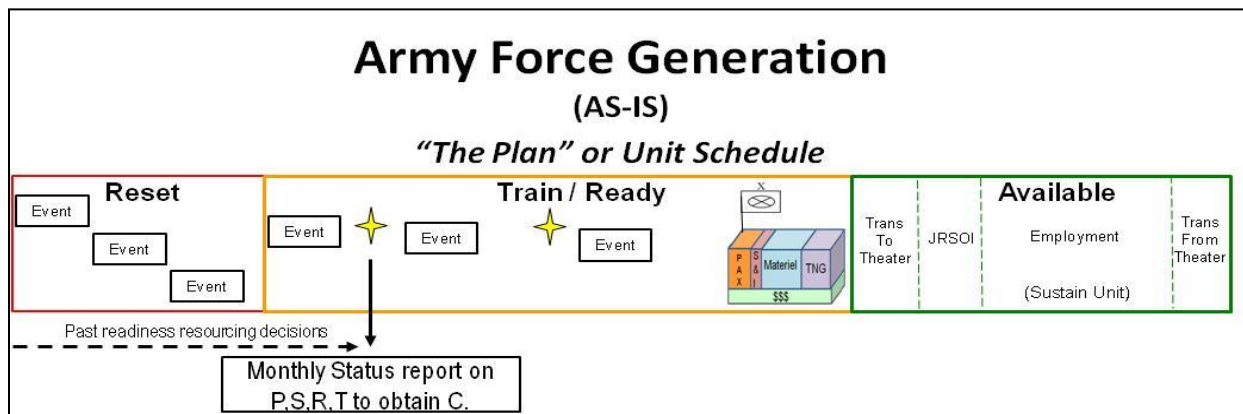 Army Force Generation
(AS-IS)
“The Plan” or Unit Schedule
Reset
Event
Event
Event
Train / Ready
Event
Event
Event
X
PAX
S&I
Materiel
TNG
$$$
Available
Trans
To
Theater
JRSOI
Employment
(Sustain Unit)
Trans
From
Theater
Past readiness resourcing decisions
Monthly Status report on
P,S,R,T to obtain C.